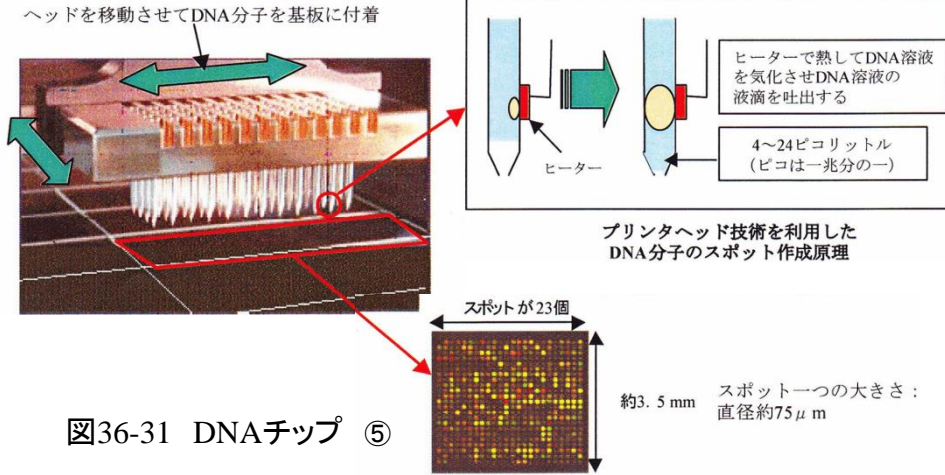 ヘッドを移動させてDNA分子を基板に付着
ヒーターで熱してDNA溶液
を気化させDNA溶液の
液滴を吐出する
ヒーター
4~24ピコリットル
(ピコは一兆分の一)
プリンタヘッド技術を利用した
DNA分子のスポット作成原理
スポットが23個
約3. 5 mm
スポット一つの大きさ:
直径約75μm
図36-31 DNAチップ ⑤